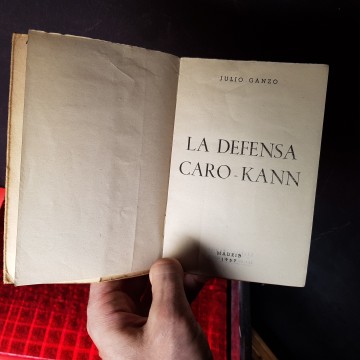 JULIO GANZO
LA DEFENSA
CARO-KANN
MADRID